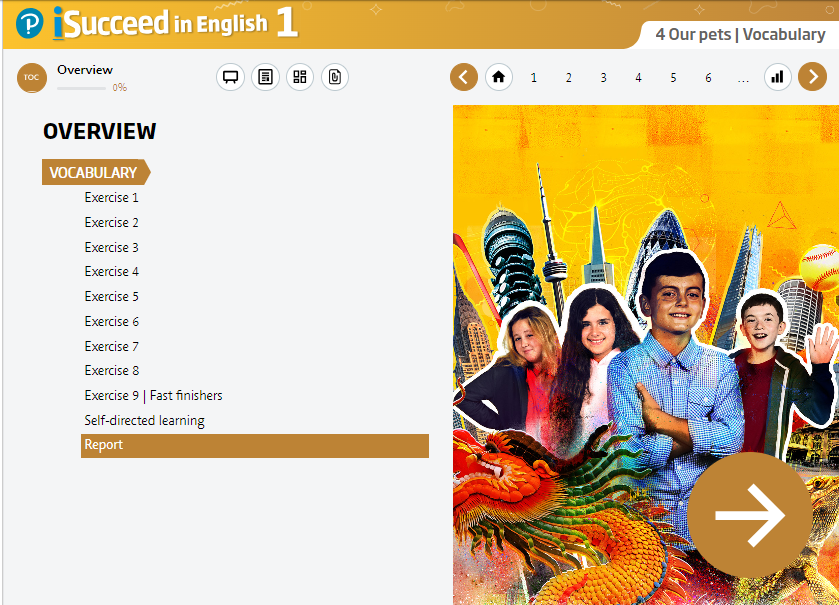 iSucceed in English 1
4 Our pets | Vocabulary
TOC
Overview
0%
1 2 3 4 5 6 ...
OVERVIEW
VOCABULARY
Exercise 1
Exercise 2
Exercise 3
Exercise 4
Exercise 5
Exercise 6
Exercise 7
Exercise 8
Exercise 9 | Fast finishers
Self-directed learning
Report